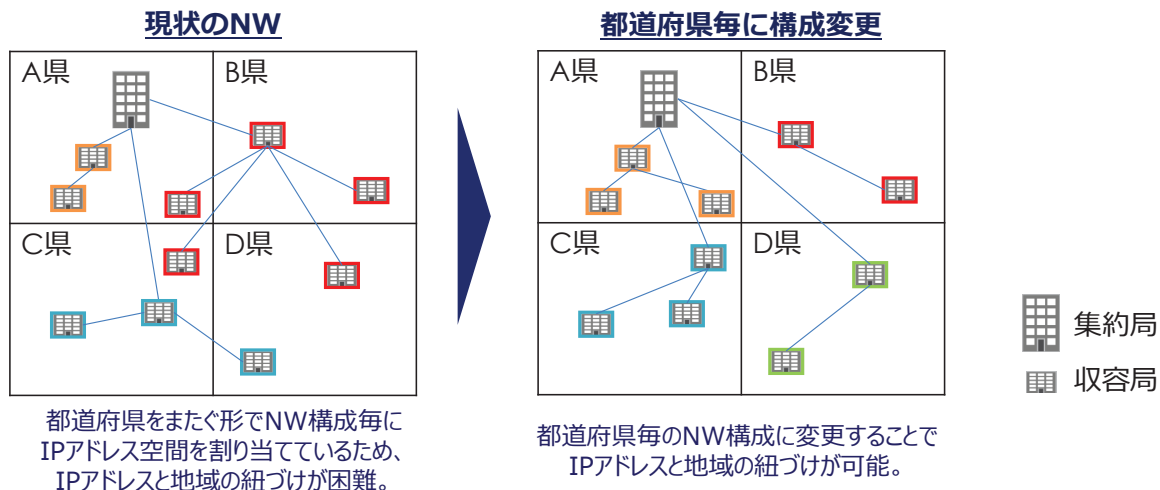 現状のNW
A県
B県
C県
D県
都道府県をまたぐ形でNW構成毎に
IPアドレス空間を割り当てているため、
IPアドレスと地域の紐づけが困難。
都道府県毎に構成変更
A県
B県
C県
D県
都道府県毎のNW構成に変更することで
IPアドレスと地域の紐づけが可能。
集約局
収容局